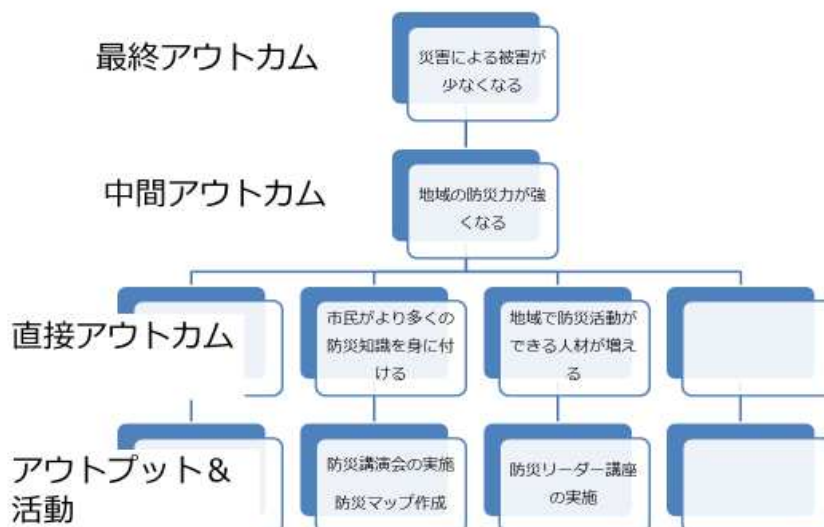 最終アウトカム
災害による被害が
少なくなる
中間アウトカム
地域の防災力が強
くなる
直接アウトカム
市民がより多くの
防災知識を身に付
ける
地域で防災活動が
できる人材が増え
る
アウトプット＆
活動
防災講演会の実施
防災マップ作成
防災リーダー講座
の実施